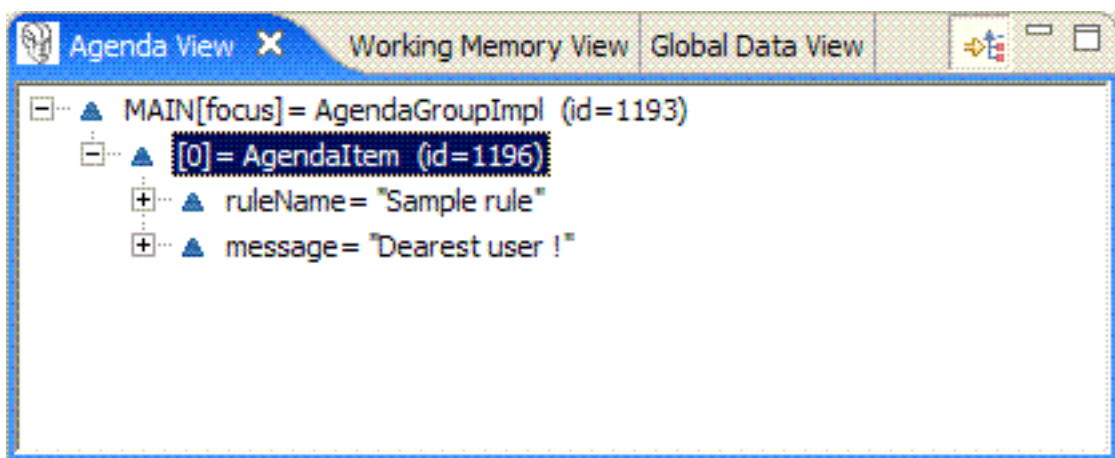 Agenda View Working Memory View Global Data View
MAIN[focus]= AgendaGroupImpl (id=1193)
[0]= AgendaItem (id=1196)
ruleName= "Sample rule"
message= "Dearest user !"